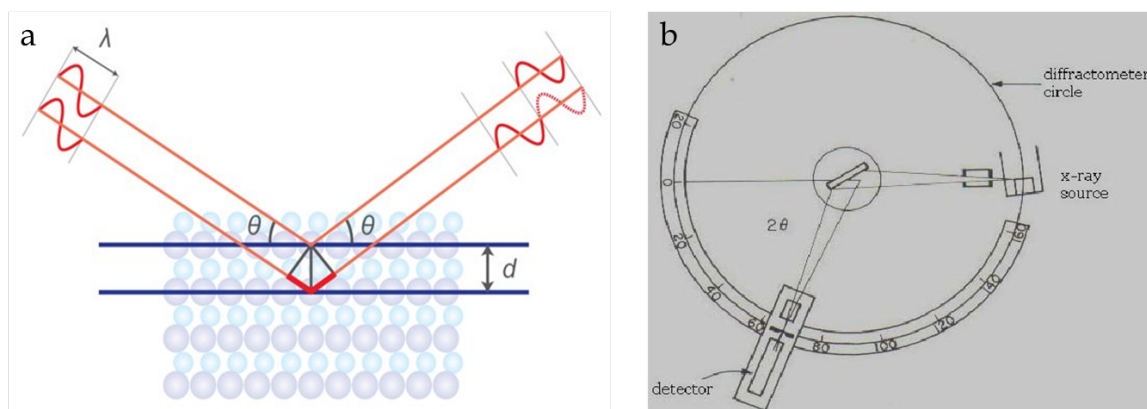 a
λ
θ
θ
d
b
diffractometer
circle
x-ray
source
2θ
detector
20
0
20
40
60
80
100
120
140
160